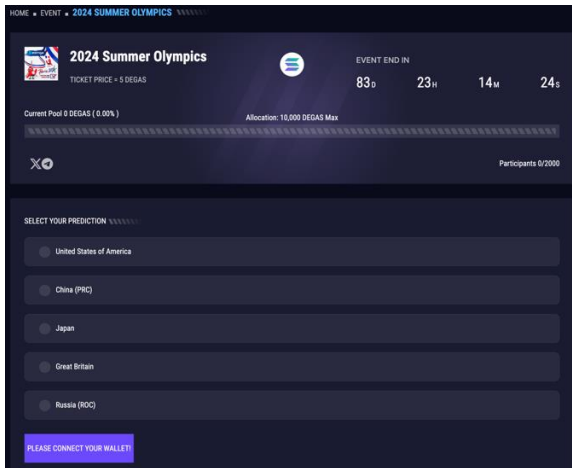 HOME ▪ EVENT ▪ 2024 SUMMER OLYMPICS
2024 Summer Olympics
TICKET PRICE = 5 DEGAS
EVENT END IN
83D 23H 14M 24S
Current Pool 0 DEGAS ( 0.00% )
Allocation: 10,000 DEGAS Max
Participants 0/2000
SELECT YOUR PREDICTION
United States of America
China (PRC)
Japan
Great Britain
Russia (ROC)
PLEASE CONNECT YOUR WALLET!